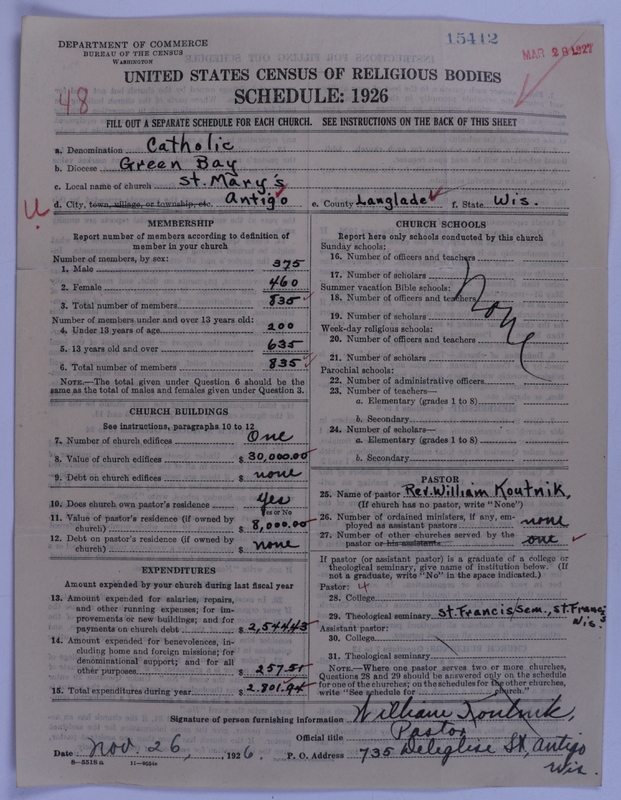 15412
MAR 29 1927
DEPARTMENT OF COMMERCE
BUREAU OF THE CENSUS
WASHINGTON
UNITED STATES CENSUS OF RELIGIOUS BODIES
48
SCHEDULE: 1926
FILL OUT A SEPARATE SCHEDULE FOR EACH CHURCH. SEE INSTRUCTIONS ON THE BACK OF THIS SHEET
a. Denomination Catholic
b. Diocese Green Bay
c. Local name of church St. Mary's
U.
d. City, town, village, or township, etc. Antigo e. County Langlade f. State Wis.
MEMBERSHIP
Report number of members according to definition of
member in your church
Number of members, by sex:
1. Male 375
2. Female 460
3. Total number of members 835
Number of members under and over 13 years old:
4. Under 13 years of age 200
5. 13 years old and over 635
6. Total number of members 835
NOTE.—The total given under Question 6 should be the
same as the total of males and females given under Question 3.
CHURCH BUILDINGS
See instructions, paragraphs 10 to 12
7. Number of church edifices One
8. Value of church edifices $ 30,000.00
9. Debt on church edifices $ none
10. Does church own pastor's residence yes
Yes or No
11. Value of pastor's residence (if owned by
church) $ 8,000.00
12. Debt on pastor's residence (if owned by
church) $ none
EXPENDITURES
Amount expended by your church during last fiscal year
13. Amount expended for salaries, repairs,
and other running expenses; for im-
provements or new buildings; and for
payments on church debt $ 2,544.43
14. Amount expended for benevolences, in-
cluding home and foreign missions; for
denominational support; and for all
other purposes $ 257.51
15. Total expenditures during year $ 2.801.94
CHURCH SCHOOLS
Report here only schools conducted by this church
Sunday schools:
16. Number of officers and teachers
17. Number of scholars
Summer vacation Bible schools:
18. Number of officers and teachers
19. Number of scholars
None
Week-day religious schools:
20. Number of officers and teachers
21. Number of scholars
Parochial schools:
22. Number of administrative officers
23. Number of teachers—
a. Elementary (grades 1 to 8)
b. Secondary
24. Number of scholars—
a. Elementary (grades 1 to 8)
b. Secondary
PASTOR
25. Name of pastor Rev. William Koutnik,
(If church has no pastor, write "None")
26. Number of ordained ministers, if any, em-
ployed as assistant pastors none
27. Number of other churches served by the
pastor or his assistants one
If pastor (or assistant pastor) is a graduate of a college or
theological seminary, give name of institution below. (If
not a graduate, write "No" in the space indicated.)
Pastor: 4
28. College
29. Theological seminary St. Francis Sem., St. Francis
Wis.
Assistant pastor:
30. College
31. Theological seminary
NOTE.—Where one pastor serves two or more churches,
Questions 28 and 29 should be answered only on the schedule
for one of the churches; on the schedules for the other churches,
write "See schedule for church."
Signature of person furnishing information William Koutnik,
Official title Pastor
Date Nov. 26, 1926. P. O. Address 735 Deleglise St, Antigo
Wis.
8—5518 a